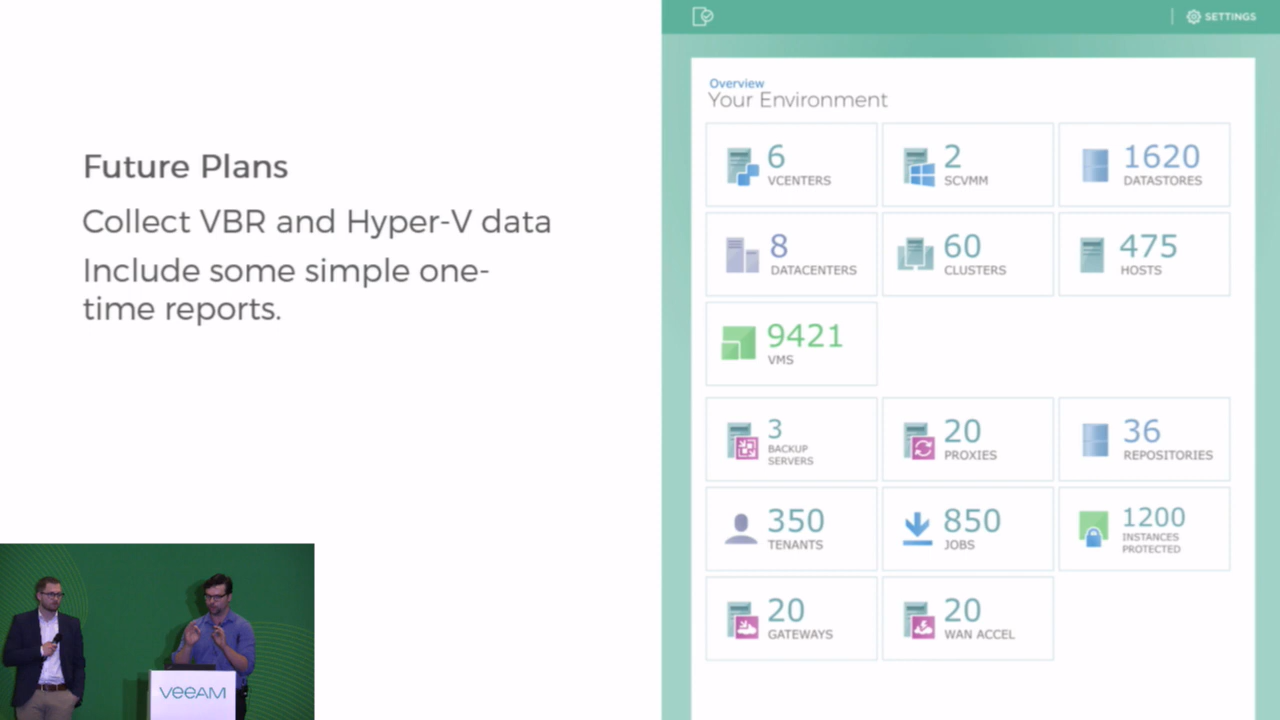 Future Plans
Collect VBR and Hyper-V data
Include some simple one-
time reports.
SETTINGS
Overview
Your Environment
6
VCENTERS
2
SCVMM
1620
DATASTORES
8
DATACENTERS
60
CLUSTERS
475
HOSTS
9421
VMS
3
BACKUP
SERVERS
20
PROXIES
36
REPOSITORIES
350
TENANTS
850
JOBS
1200
INSTANCES
PROTECTED
20
GATEWAYS
20
WAN ACCEL
VEEAM